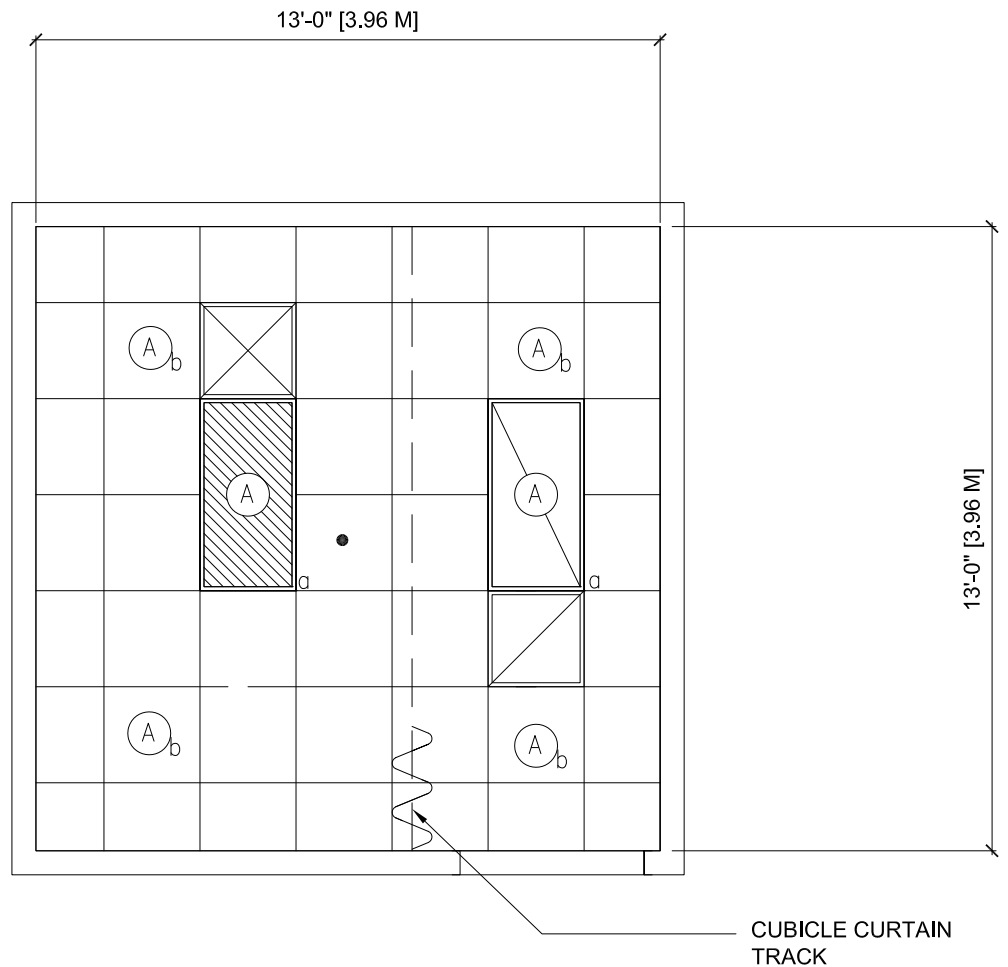 13'-0" [3.96 M]
A b
A b
A
A
13'-0" [3.96 M]
a
a
A b
A b
CUBICLE CURTAIN
TRACK